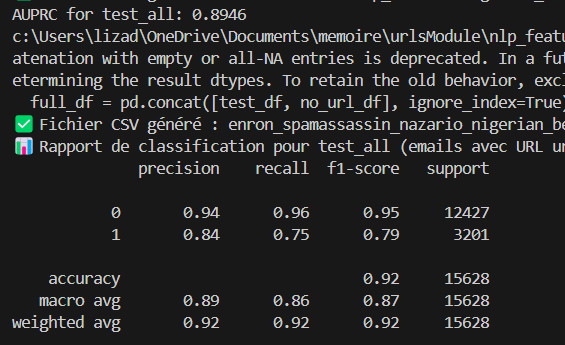 AUPRC for test_all: 0.8946
c:\Users\lizad\OneDrive\Documents\memoire\urlsModule\nlp_featu
atenation with empty or all-NA entries is deprecated. In a fut
etermining the result dtypes. To retain the old behavior, excl
full_df = pd.concat([test_df, no_url_df], ignore_index=True)
✅ Fichier CSV généré : enron_spamassassin_nazario_nigerian_be
📊 Rapport de classification pour test_all (emails avec URL un
precision recall f1-score support
0 0.94 0.96 0.95 12427
1 0.84 0.75 0.79 3201
accuracy 0.92 15628
macro avg 0.89 0.86 0.87 15628
weighted avg 0.92 0.92 0.92 15628